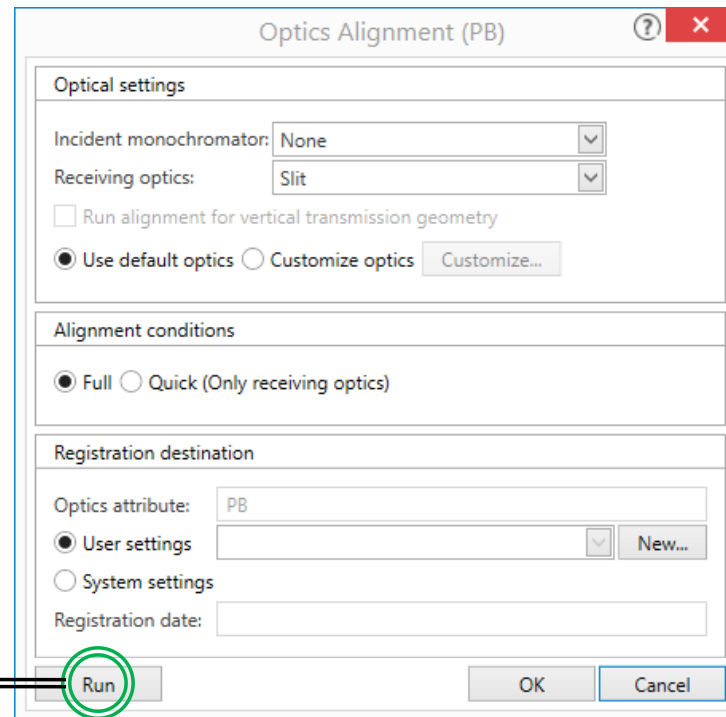 Optics Alignment (PB)
Optical settings
Incident monochromator: None
Receiving optics: Slit
Run alignment for vertical transmission geometry
Use default optics Customize optics Customize...
Alignment conditions
Full Quick (Only receiving optics)
Registration destination
Optics attribute: PB
User settings New...
System settings
Registration date:
Run OK Cancel